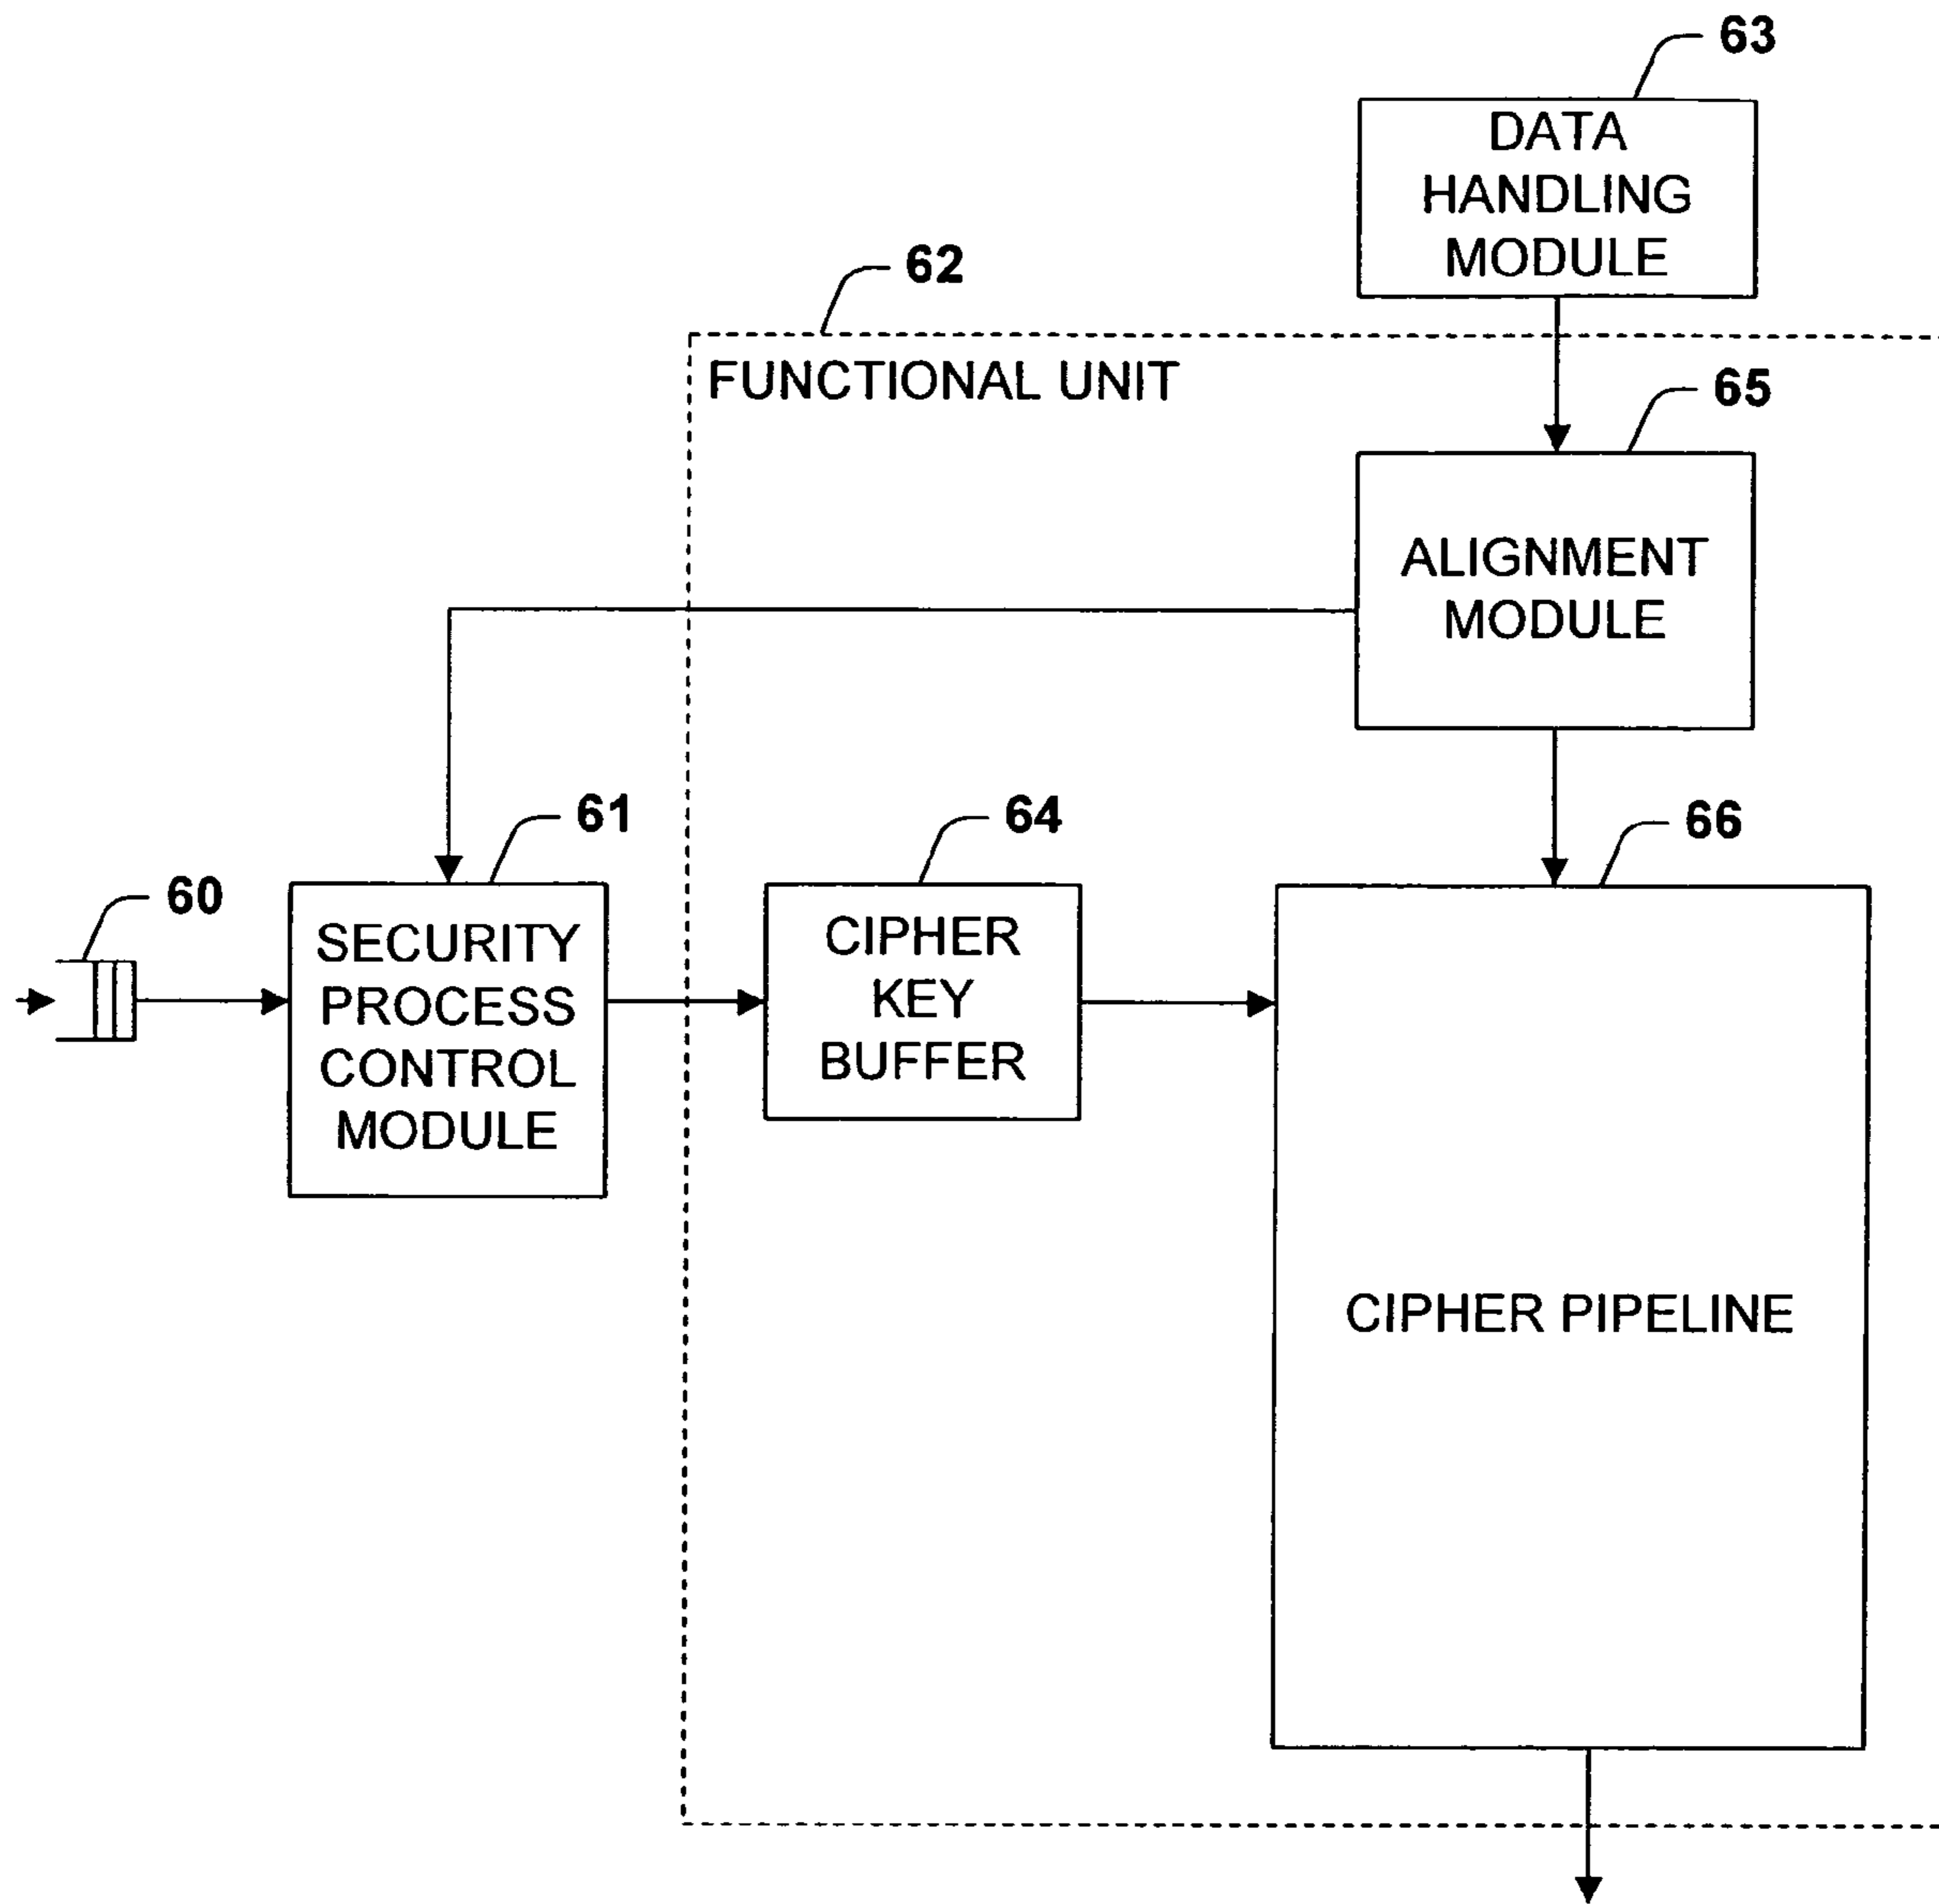 63
DATA
HANDLING
MODULE
62
FUNCTIONAL UNIT
65
ALIGNMENT
MODULE
61
64
66
60
SECURITY
PROCESS
CONTROL
MODULE
CIPHER
KEY
BUFFER
CIPHER PIPELINE